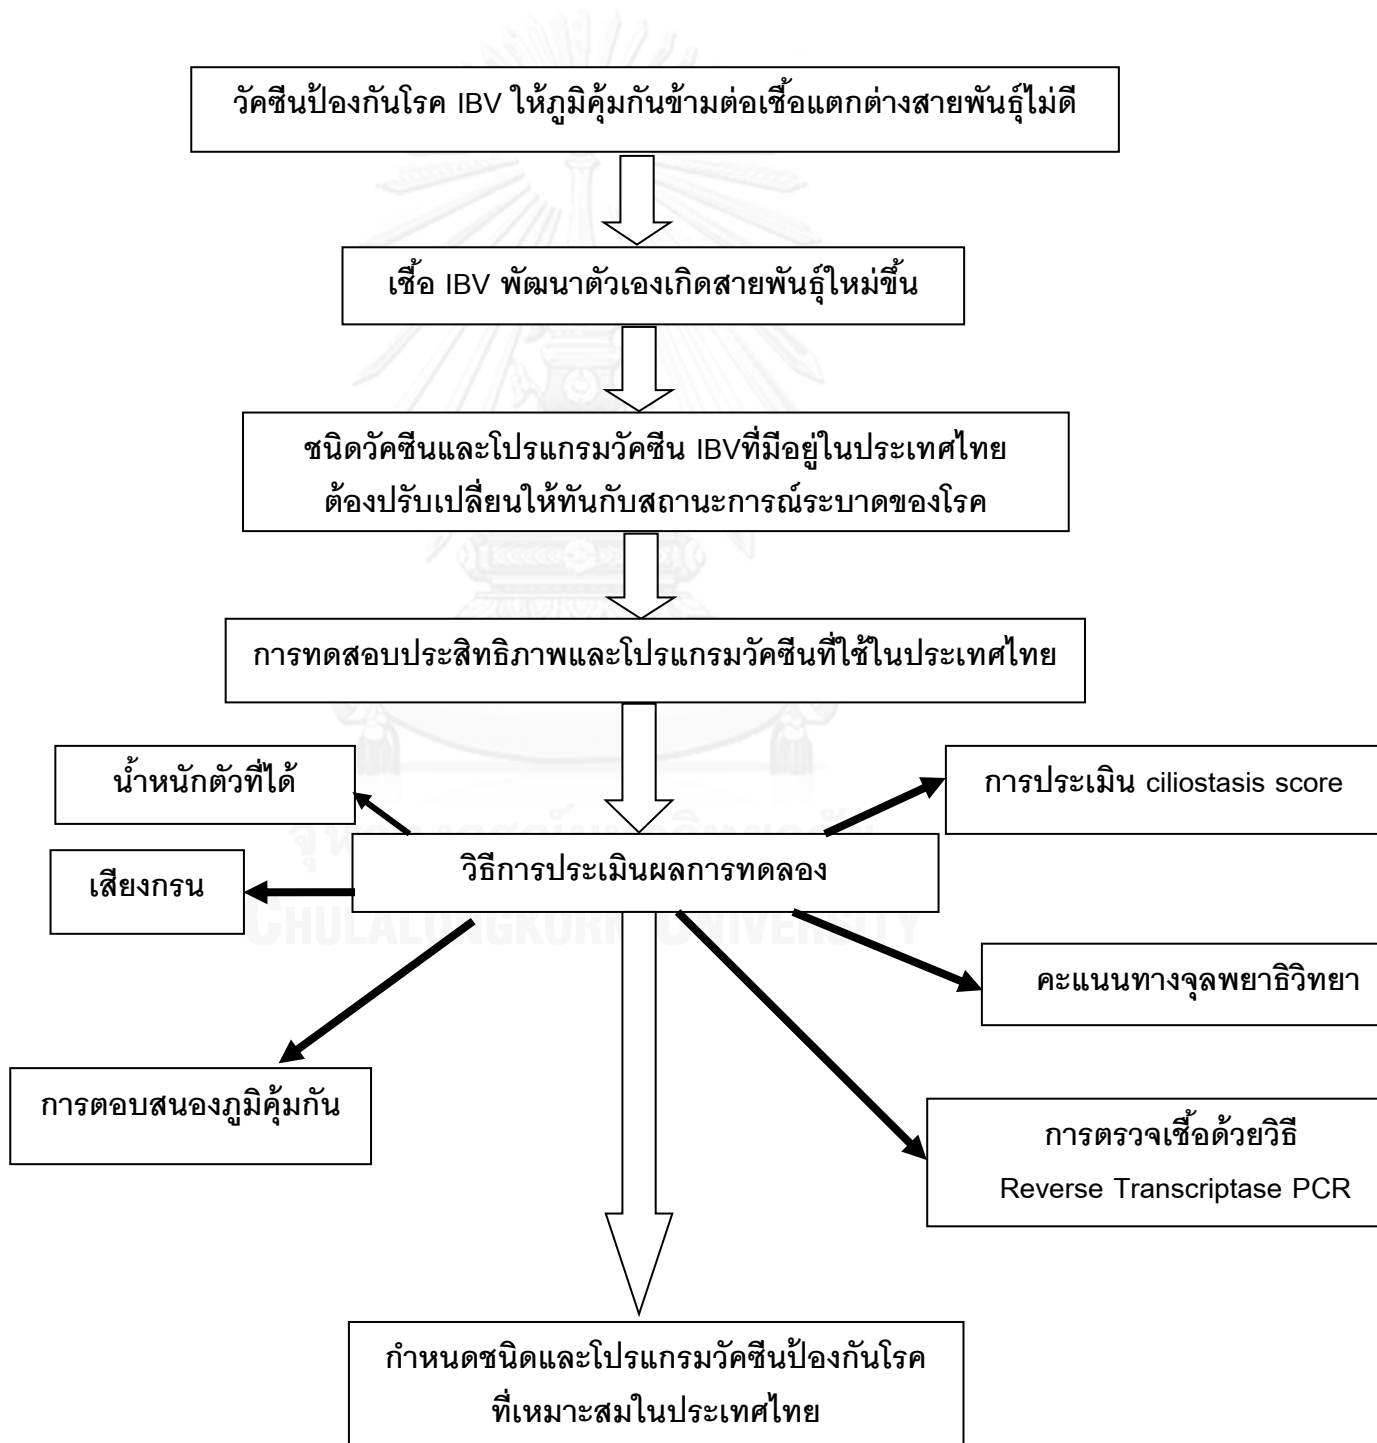 วัคซีนป้องกันโรค IBV ให้ภูมิคุ้มกันข้ามต่อเชื้อแตกต่างสายพันธุ์ไม่ดี
เชื้อ IBV พัฒนาตัวเองเกิดสายพันธุ์ใหม่ขึ้น
ชนิดวัคซีนและโปรแกรมวัคซีน IBVที่มีอยู่ในประเทศไทย
ต้องปรับเปลี่ยนให้ทันกับสถานะการณ์ระบาดของโรค
การทดสอบประสิทธิภาพและโปรแกรมวัคซีนที่ใช้ในประเทศไทย
น้ำหนักตัวที่ได้
การประเมิน ciliostasis score
วิธีการประเมินผลการทดลอง
เสียงกรน
CHULALONGKORN UNIVERSITY
คะแนนทางจุลพยาธิวิทยา
การตอบสนองภูมิคุ้มกัน
การตรวจเชื้อด้วยวิธี
Reverse Transcriptase PCR
กำหนดชนิดและโปรแกรมวัคซีนป้องกันโรค
ที่เหมาะสมในประเทศไทย